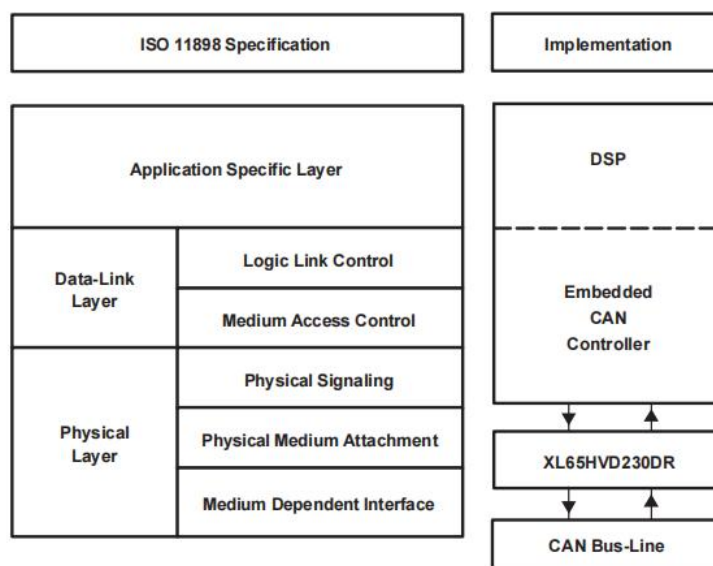 ISO 11898 Specification
Implementation
Application Specific Layer
DSP
Data-Link
Layer
Logic Link Control
Medium Access Control
Embedded
CAN
Controller
Physical
Layer
Physical Signaling
Physical Medium Attachment
Medium Dependent Interface
XL65HVD230DR
CAN Bus-Line